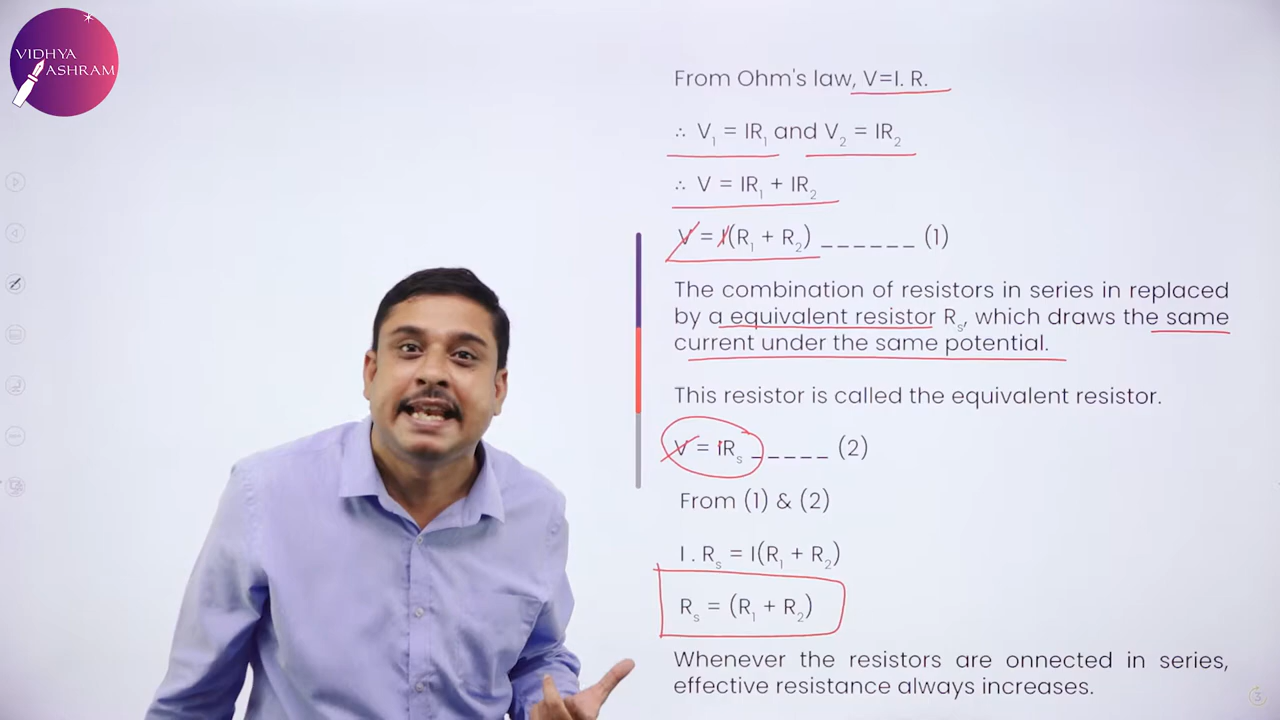 VIDHYA
ASHRAM
From Ohm's law, V=I. R.
∴ V₁ = IR₁ and V₂ = IR₂
∴ V = IR₁ + IR₂
V = I(R₁ + R₂) ______ (1)
The combination of resistors in series in replaced
by a equivalent resistor Rₛ, which draws the same
current under the same potential.
This resistor is called the equivalent resistor.
V = IRₛ _____ (2)
From (1) & (2)
I . Rₛ = I(R₁ + R₂)
Rₛ = (R₁ + R₂)
Whenever the resistors are onnected in series,
effective resistance always increases.
3